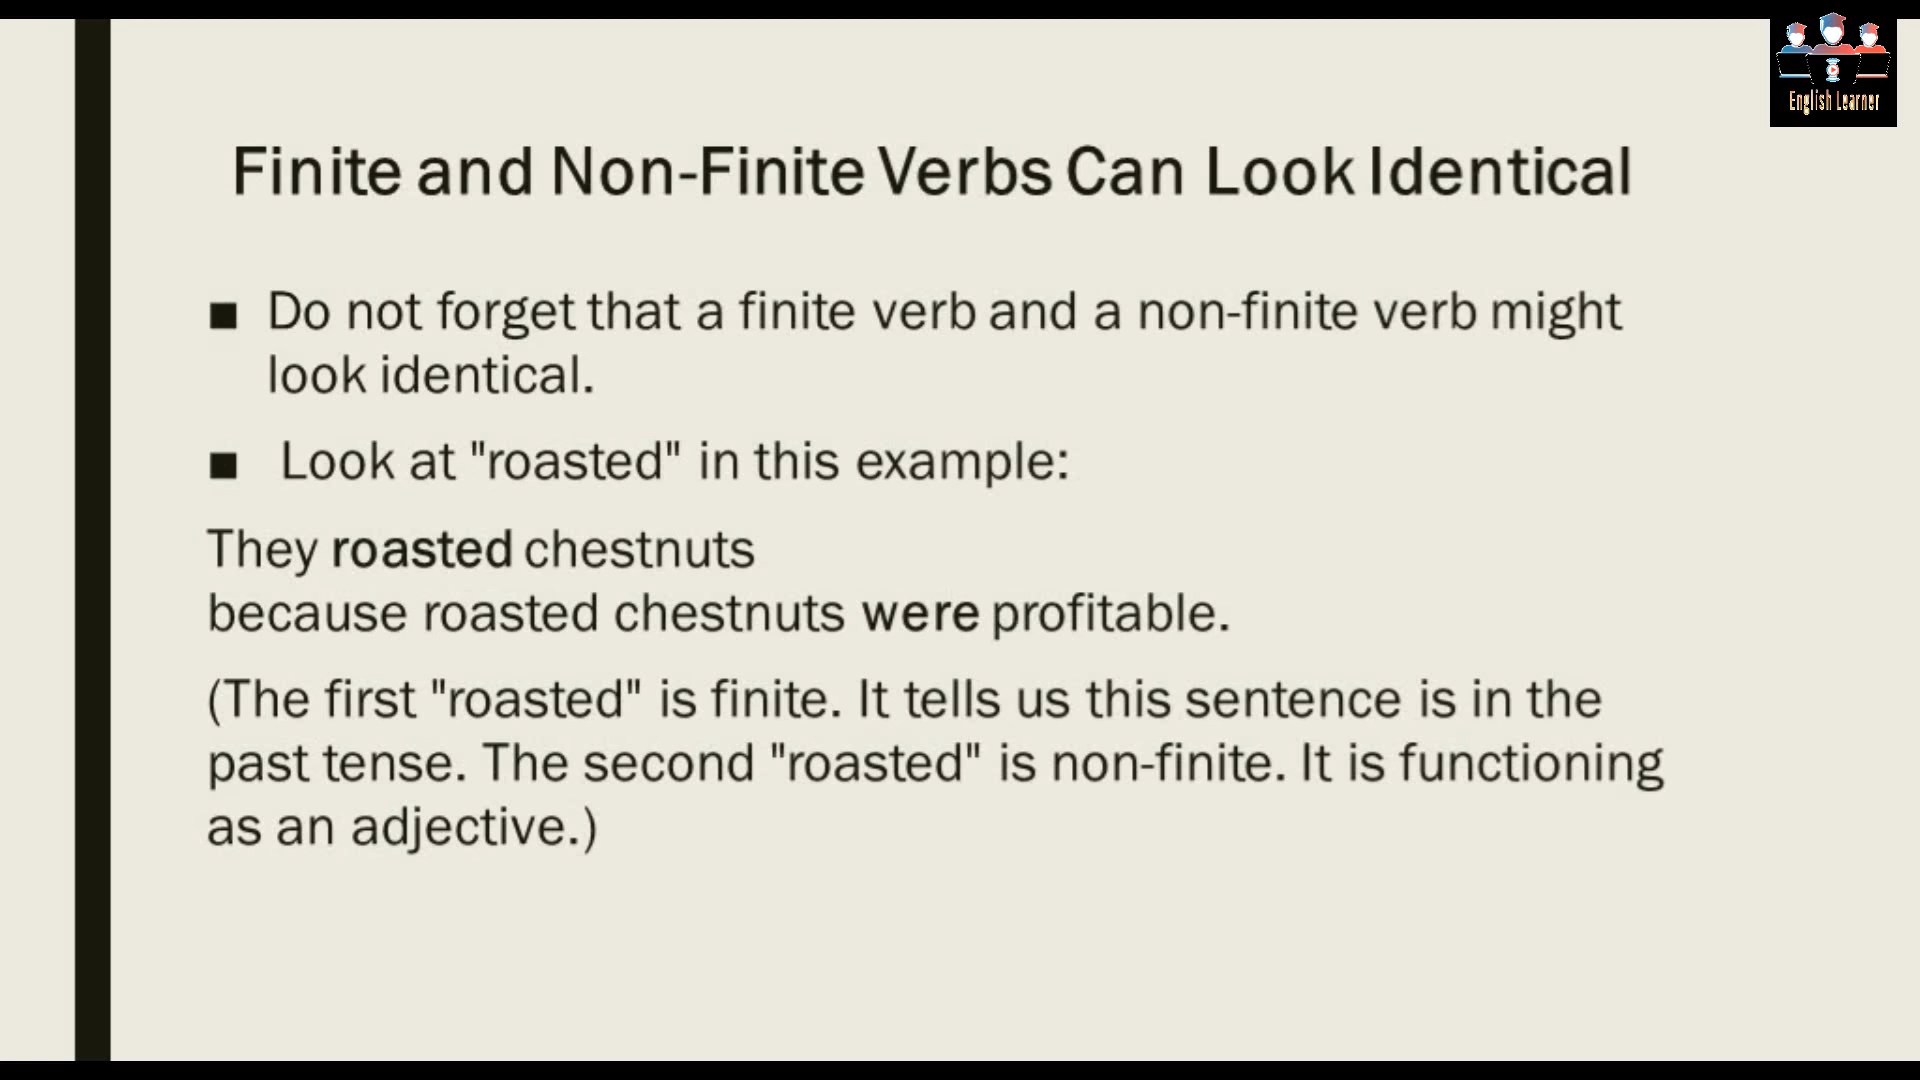 English Learner
Finite and Non-Finite Verbs Can Look Identical
■ Do not forget that a finite verb and a non-finite verb might
look identical.
■ Look at "roasted" in this example:
They roasted chestnuts
because roasted chestnuts were profitable.
(The first "roasted" is finite. It tells us this sentence is in the
past tense. The second "roasted" is non-finite. It is functioning
as an adjective.)